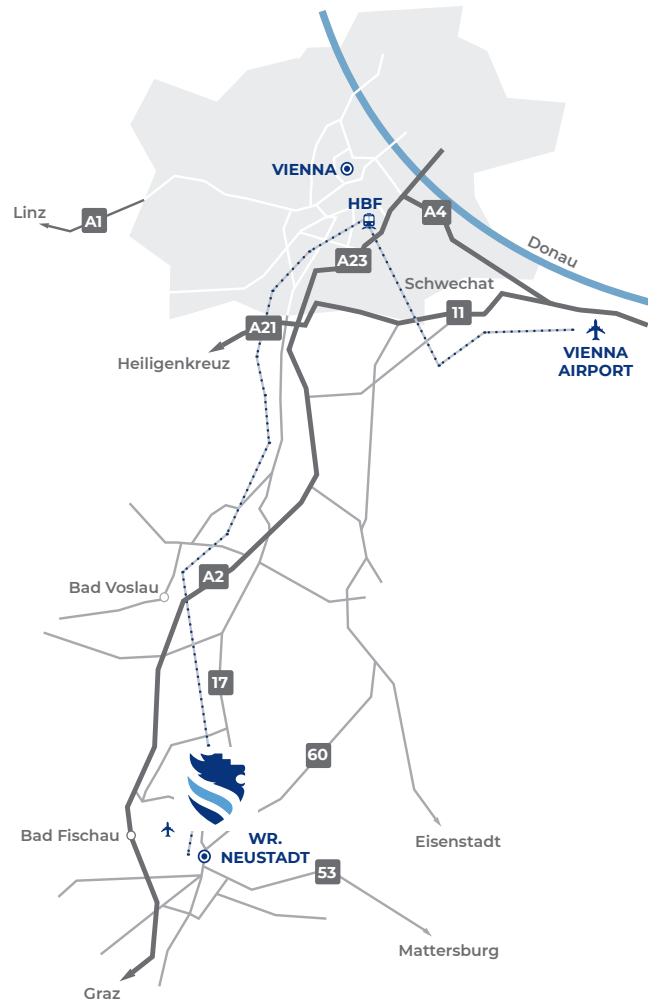 VIENNA
HBF
Linz
A1
A4
A23
Donau
Schwechat
11
A21
Heiligenkreuz
VIENNA
AIRPORT
A2
Bad Voslau
17
60
Bad Fischau
WR.
NEUSTADT
Eisenstadt
53
Mattersburg
Graz